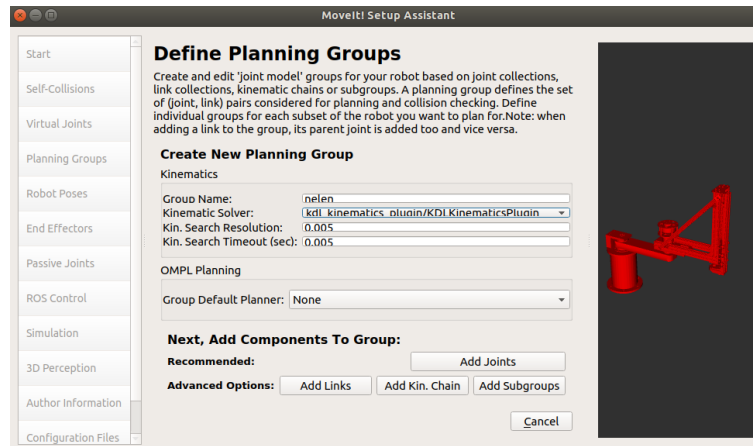 MoveIt! Setup Assistant
Start
Self-Collisions
Virtual Joints
Planning Groups
Robot Poses
End Effectors
Passive Joints
ROS Control
Simulation
3D Perception
Author Information
Configuration Files
Define Planning Groups
Create and edit 'joint model' groups for your robot based on joint collections,
link collections, kinematic chains or subgroups. A planning group defines the set
of (joint, link) pairs considered for planning and collision checking. Define
individual groups for each subset of the robot you want to plan for.Note: when
adding a link to the group, its parent joint is added too and vice versa.
Create New Planning Group
Kinematics
Group Name: nelen
Kinematic Solver: kdl_kinematics_plugin/KDLKinematicsPlugin
Kin. Search Resolution: 0.005
Kin. Search Timeout (sec): 0.005
OMPL Planning
Group Default Planner: None
Next, Add Components To Group:
Recommended: Add Joints
Advanced Options: Add Links Add Kin. Chain Add Subgroups
Cancel